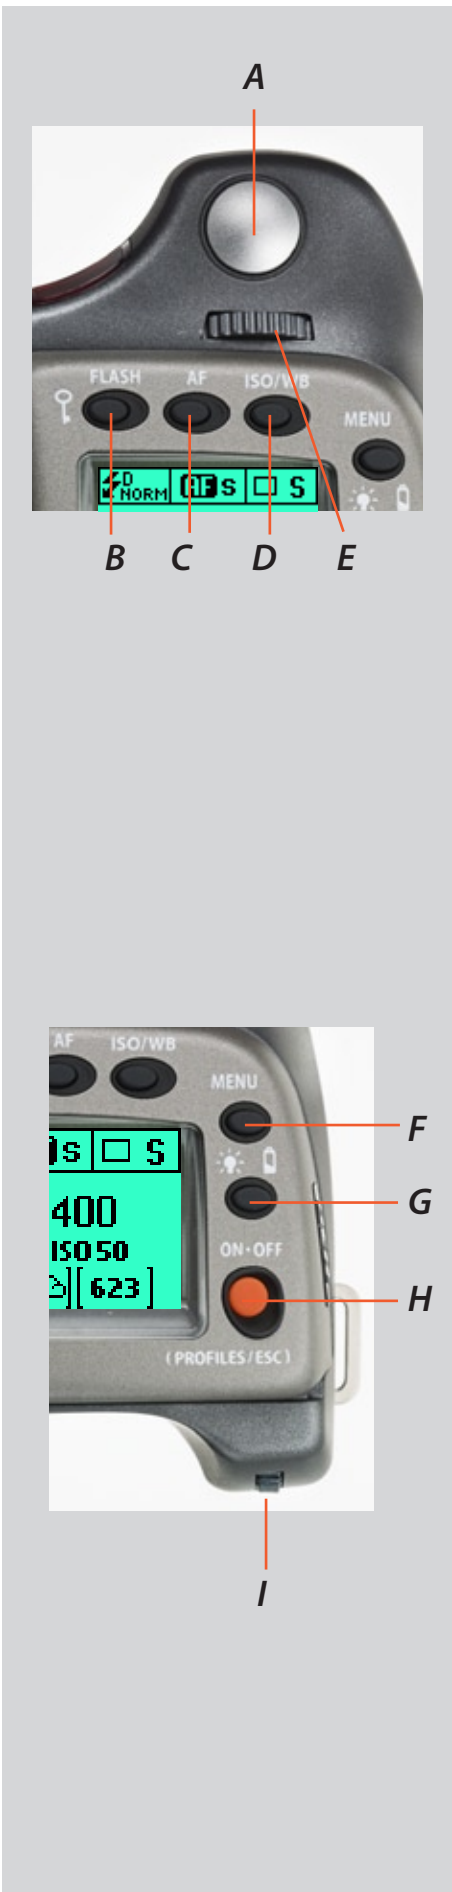 A
FLASH AF ISO/WB
MENU
D
NORM AF S S
B C D E
AF ISO/WB
MENU
F
S S
G
400
ISO 50
ON•OFF
[ 623 ]
H
(PROFILES/ESC)
I